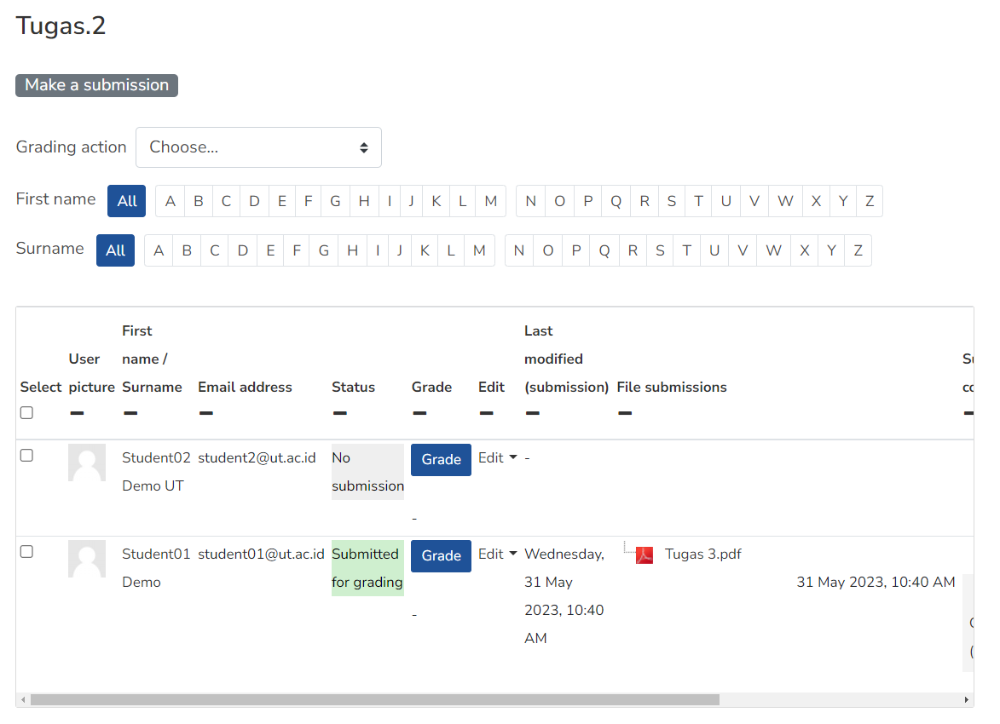 Tugas.2
Make a submission
Grading action Choose...
First name All A B C D E F G H I J K L M N O P Q R S T U V W X Y Z
Surname All A B C D E F G H I J K L M N O P Q R S T U V W X Y Z
First Last
User name / modified
Select picture Surname Email address Status Grade Edit (submission) File submissions
Student02 student2@ut.ac.id No Grade Edit -
Demo UT submission
-
Student01 student01@ut.ac.id Submitted Grade Edit Wednesday, Tugas 3.pdf
Demo for grading 31 May 31 May 2023, 10:40 AM
- 2023, 10:40
AM